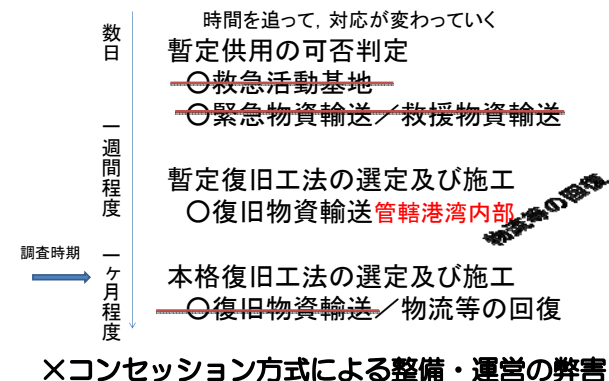 時間を追って，対応が変わっていく
数日
暫定供用の可否判定
〇救急活動基地
〇緊急物資輸送／救援物資輸送
一週間程度
暫定復旧工法の選定及び施工
〇復旧物資輸送管轄港湾内部
物流等の回復
調査時期
一ヶ月程度
本格復旧工法の選定及び施工
〇復旧物資輸送／物流等の回復
×コンセッション方式による整備・運営の弊害